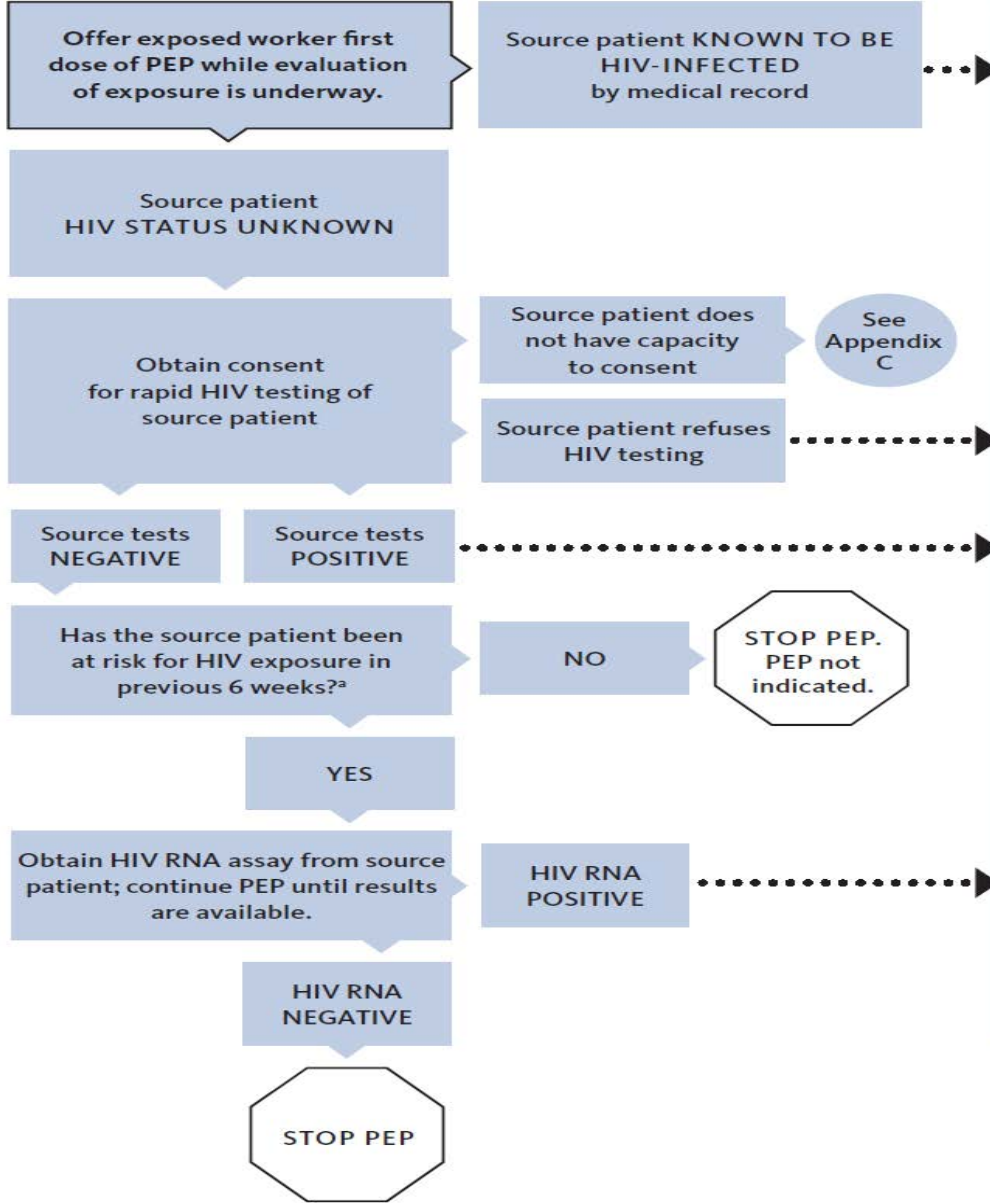 Offer exposed worker first
dose of PEP while evaluation
of exposure is underway.
Source patient KNOWN TO BE
HIV-INFECTED
by medical record
Source patient
HIV STATUS UNKNOWN
Obtain consent
for rapid HIV testing of
source patient
Source patient does
not have capacity
to consent
See
Appendix
C
Source patient refuses
HIV testing
Source tests
NEGATIVE
Source tests
POSITIVE
Has the source patient been
at risk for HIV exposure in
previous 6 weeks?ᵃ
NO
STOP PEP.
PEP not
indicated.
YES
Obtain HIV RNA assay from source
patient; continue PEP until results
are available.
HIV RNA
POSITIVE
HIV RNA
NEGATIVE
STOP PEP